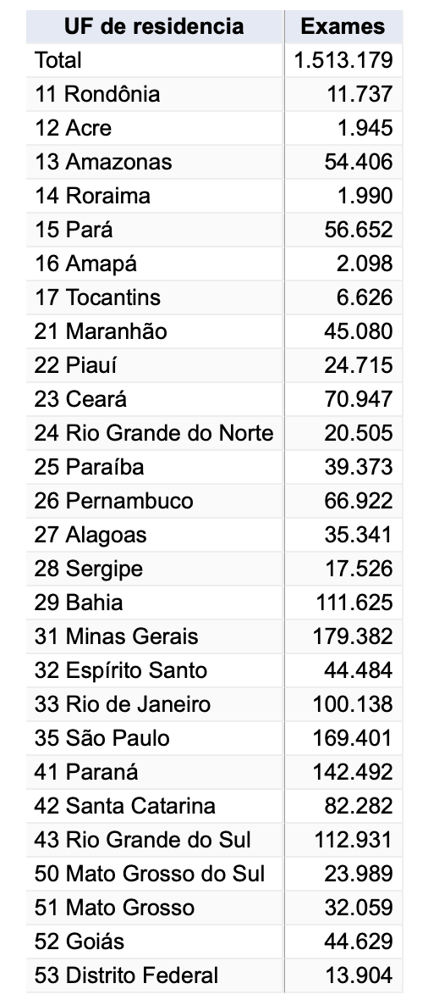 UF de residencia Exames
Total 1.513.179
11 Rondônia 11.737
12 Acre 1.945
13 Amazonas 54.406
14 Roraima 1.990
15 Pará 56.652
16 Amapá 2.098
17 Tocantins 6.626
21 Maranhão 45.080
22 Piauí 24.715
23 Ceará 70.947
24 Rio Grande do Norte 20.505
25 Paraíba 39.373
26 Pernambuco 66.922
27 Alagoas 35.341
28 Sergipe 17.526
29 Bahia 111.625
31 Minas Gerais 179.382
32 Espírito Santo 44.484
33 Rio de Janeiro 100.138
35 São Paulo 169.401
41 Paraná 142.492
42 Santa Catarina 82.282
43 Rio Grande do Sul 112.931
50 Mato Grosso do Sul 23.989
51 Mato Grosso 32.059
52 Goiás 44.629
53 Distrito Federal 13.904